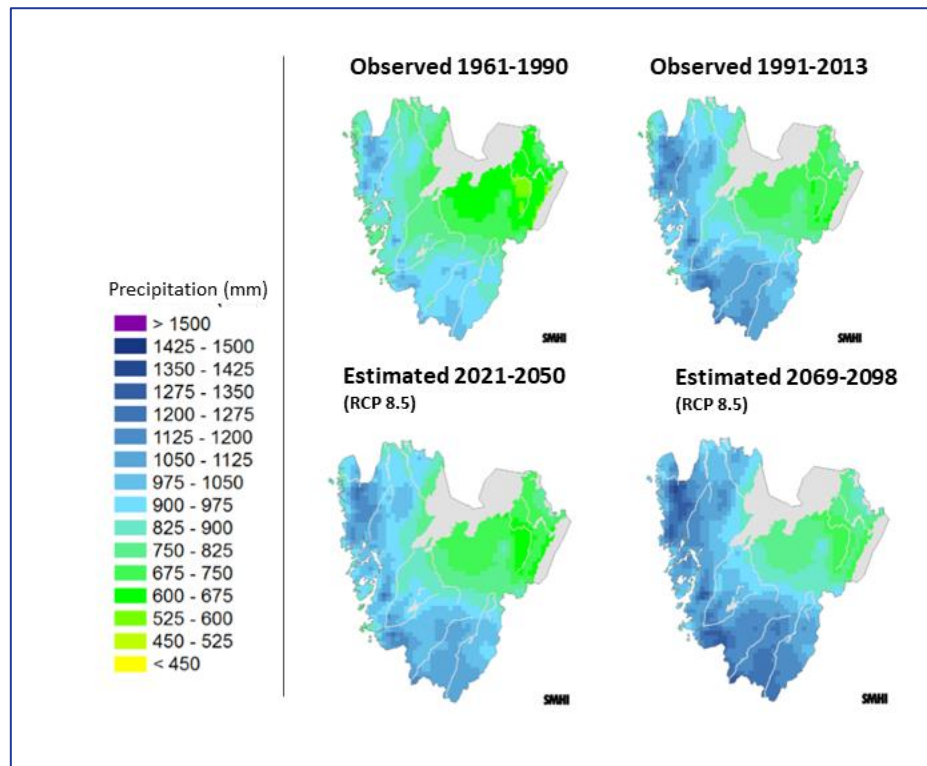 Observed 1961-1990
Observed 1991-2013
SMHI
SMHI
Precipitation (mm)
> 1500
1425 - 1500
1350 - 1425
1275 - 1350
1200 - 1275
1125 - 1200
1050 - 1125
975 - 1050
900 - 975
825 - 900
750 - 825
675 - 750
600 - 675
525 - 600
450 - 525
< 450
Estimated 2021-2050
(RCP 8.5)
Estimated 2069-2098
(RCP 8.5)
SMHI
SMHI